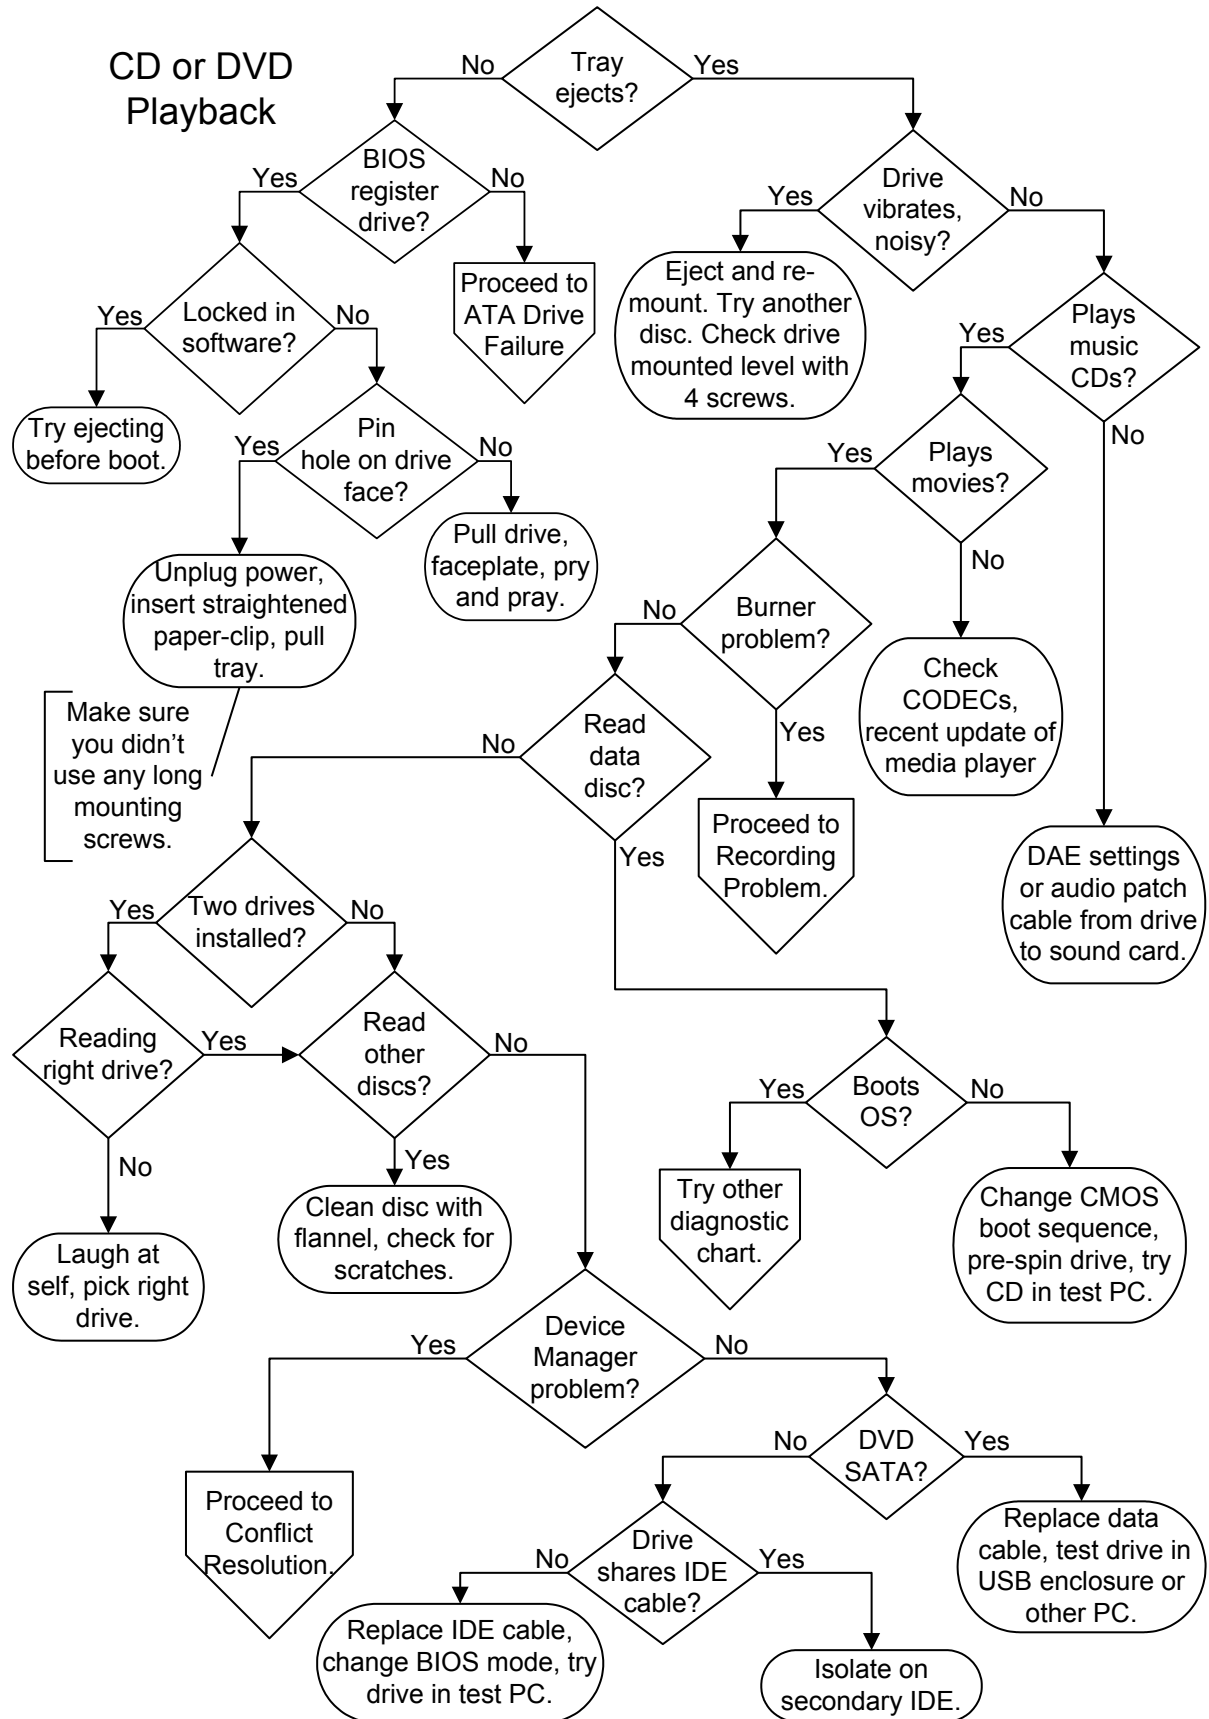 CD or DVD
Playback
Tray
ejects?
No
Yes
BIOS
register
drive?
Yes
No
Drive
vibrates,
noisy?
Yes
No
Locked in
software?
Yes
No
Proceed to
ATA Drive
Failure
Eject and re-
mount. Try another
disc. Check drive
mounted level with
4 screws.
Plays
music
CDs?
Yes
No
Try ejecting
before boot.
Pin
hole on drive
face?
Yes
No
Plays
movies?
Yes
No
Unplug power,
insert straightened
paper-clip, pull
tray.
Pull drive,
faceplate, pry
and pray.
Burner
problem?
No
Yes
Check
CODECs,
recent update of
media player
Make sure
you didn't
use any long
mounting
screws.
Read
data
disc?
No
Yes
Proceed to
Recording
Problem.
DAE settings
or audio patch
cable from drive
to sound card.
Two drives
installed?
Yes
No
Reading
right drive?
Yes
No
Read
other
discs?
No
Yes
Boots
OS?
Yes
No
Laugh at
self, pick right
drive.
Clean disc with
flannel, check for
scratches.
Try other
diagnostic
chart.
Change CMOS
boot sequence,
pre-spin drive, try
CD in test PC.
Device
Manager
problem?
Yes
No
DVD
SATA?
No
Yes
Proceed to
Conflict
Resolution.
Drive
shares IDE
cable?
No
Yes
Replace data
cable, test drive in
USB enclosure or
other PC.
Replace IDE cable,
change BIOS mode, try
drive in test PC.
Isolate on
secondary IDE.